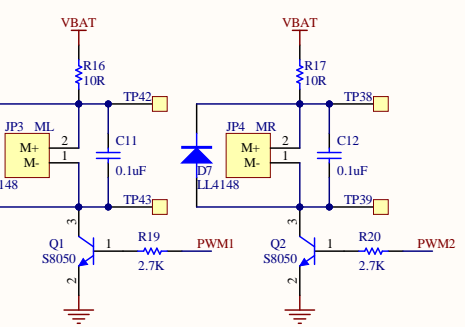 VBAT
VBAT
R16
10R
R17
10R
TP42
TP38
JP3 ML
JP4 MR
M+
M-
2
1
C11
0.1uF
M+
M-
2
1
C12
0.1uF
148
D7
LL4148
TP43
TP39
3
Q1
S8050
1
2
R19
2.7K
PWM1
3
Q2
S8050
1
2
R20
2.7K
PWM2